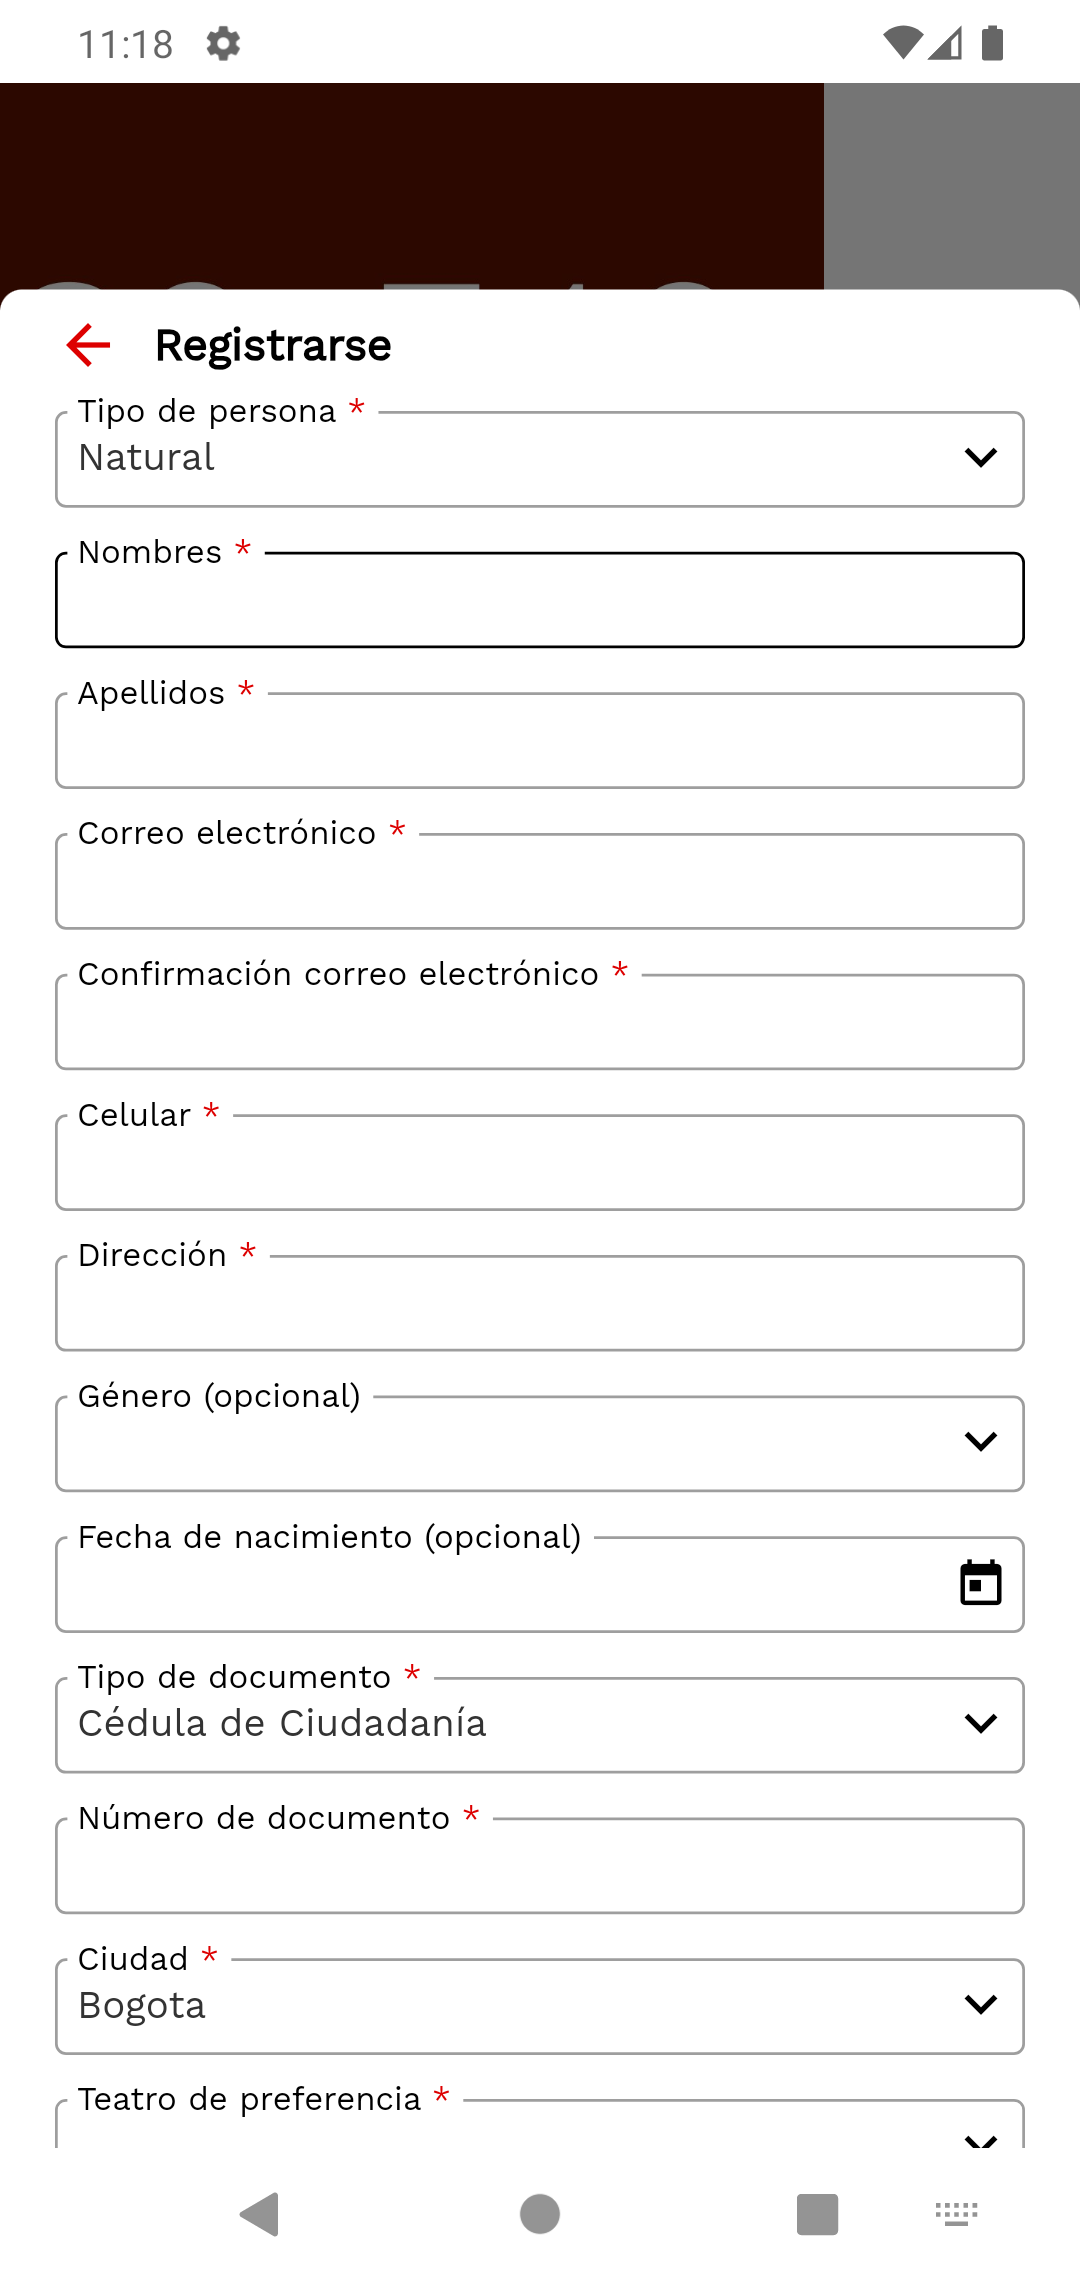 11:18
Registrarse
Tipo de persona *
Natural
Nombres *
Apellidos *
Correo electrónico *
Confirmación correo electrónico *
Celular *
Dirección *
Género (opcional)
Fecha de nacimiento (opcional)
Tipo de documento *
Cédula de Ciudadanía
Número de documento *
Ciudad *
Bogota
Teatro de preferencia *